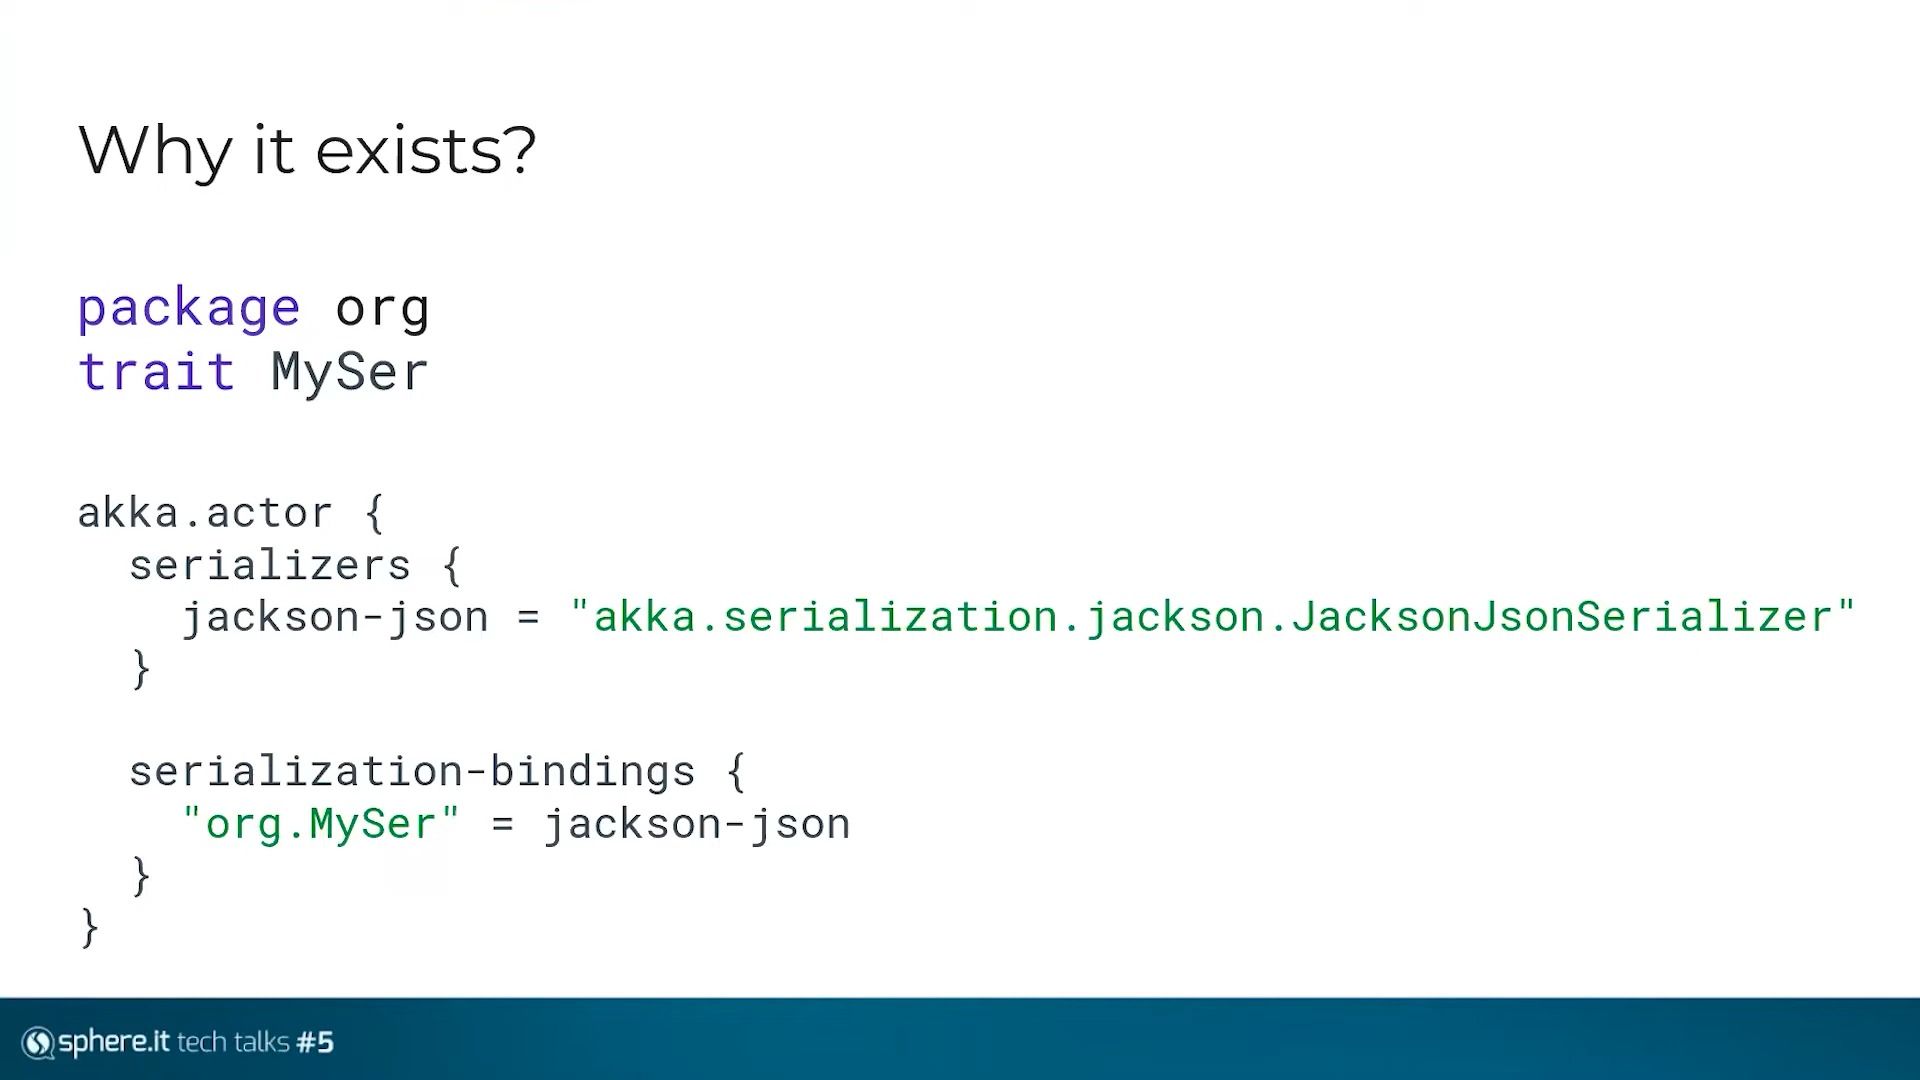 Why it exists?
package org
trait MySer
akka.actor {
  serializers {
    jackson-json = "akka.serialization.jackson.JacksonJsonSerializer"
  }
  serialization-bindings {
    "org.MySer" = jackson-json
  }
}
sphere.it tech talks #5